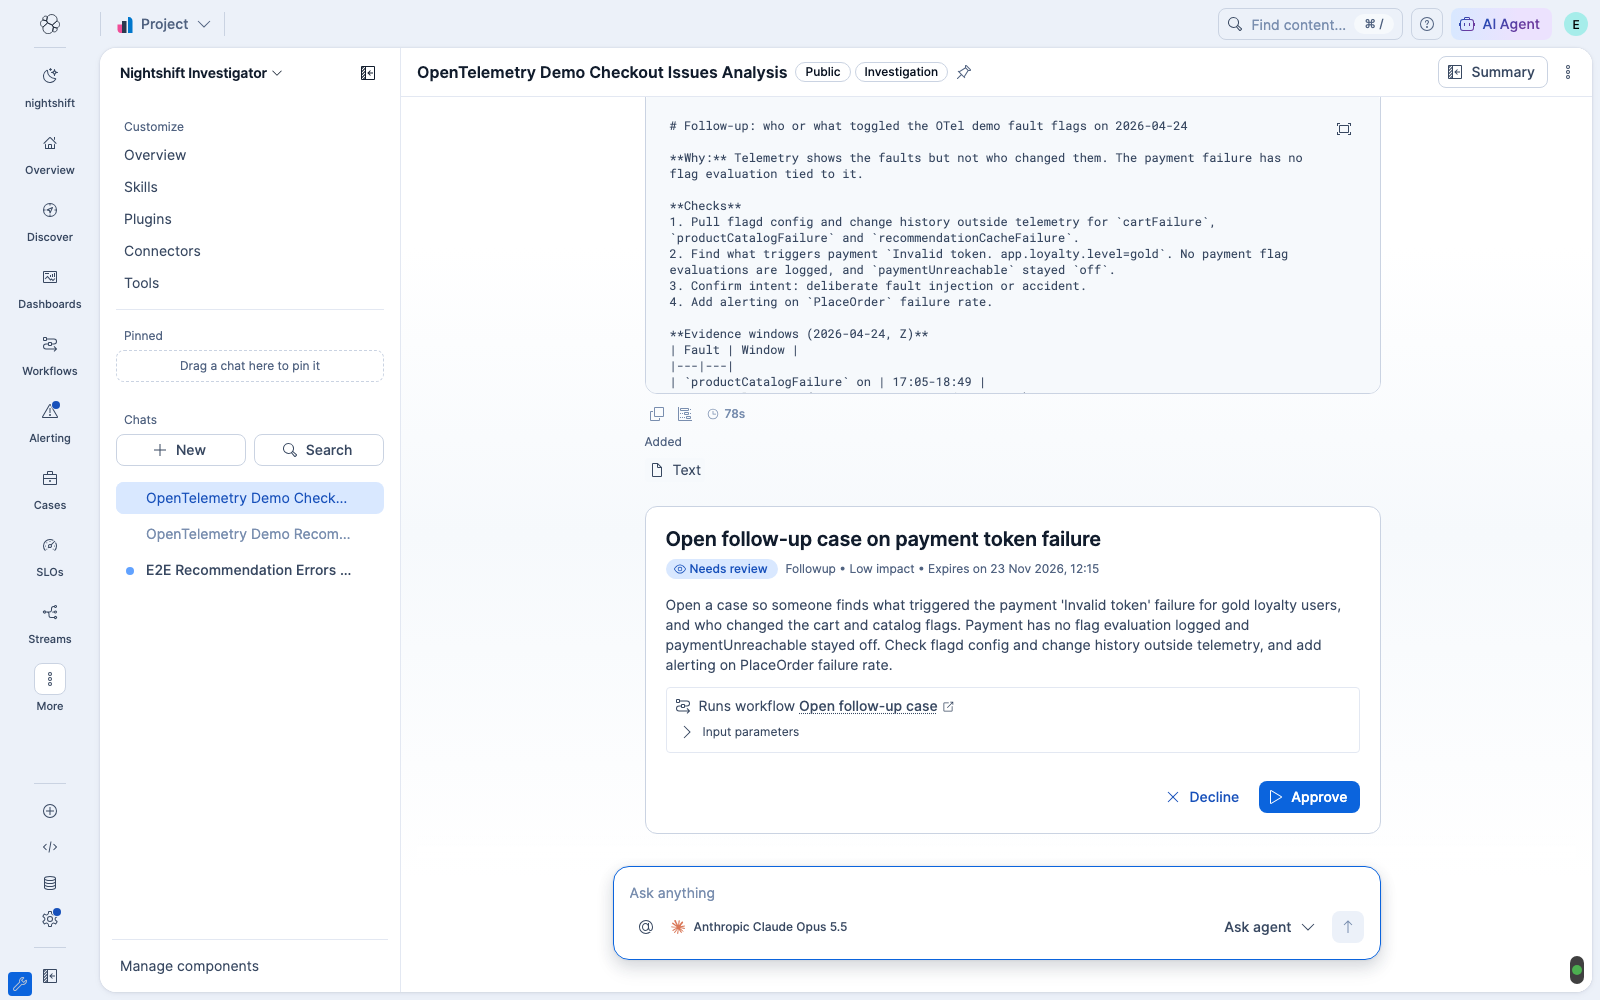 Project
Find content...
⌘ /
AI Agent
E
nightshift
Overview
Discover
Dashboards
Workflows
Alerting
Cases
SLOs
Streams
More
Nightshift Investigator
Customize
Overview
Skills
Plugins
Connectors
Tools
Pinned
Drag a chat here to pin it
Chats
New
Search
OpenTelemetry Demo Check...
OpenTelemetry Demo Recom...
E2E Recommendation Errors ...
Manage components
OpenTelemetry Demo Checkout Issues Analysis
Public
Investigation
Summary
# Follow-up: who or what toggled the OTel demo fault flags on 2026-04-24
**Why:** Telemetry shows the faults but not who changed them. The payment failure has no
flag evaluation tied to it.
**Checks**
1. Pull flagd config and change history outside telemetry for `cartFailure`,
`productCatalogFailure` and `recommendationCacheFailure`.
2. Find what triggers payment `Invalid token. app.loyalty.level=gold`. No payment flag
evaluations are logged, and `paymentUnreachable` stayed `off`.
3. Confirm intent: deliberate fault injection or accident.
4. Add alerting on `PlaceOrder` failure rate.
**Evidence windows (2026-04-24, Z)**
| Fault | Window |
|---|---|
| `productCatalogFailure` on | 17:05-18:49 |
78s
Added
Text
Open follow-up case on payment token failure
Needs review
Followup • Low impact • Expires on 23 Nov 2026, 12:15
Open a case so someone finds what triggered the payment 'Invalid token' failure for gold loyalty users,
and who changed the cart and catalog flags. Payment has no flag evaluation logged and
paymentUnreachable stayed off. Check flagd config and change history outside telemetry, and add
alerting on PlaceOrder failure rate.
Runs workflow Open follow-up case
Input parameters
Decline
Approve
Ask anything
@
Anthropic Claude Opus 5.5
Ask agent